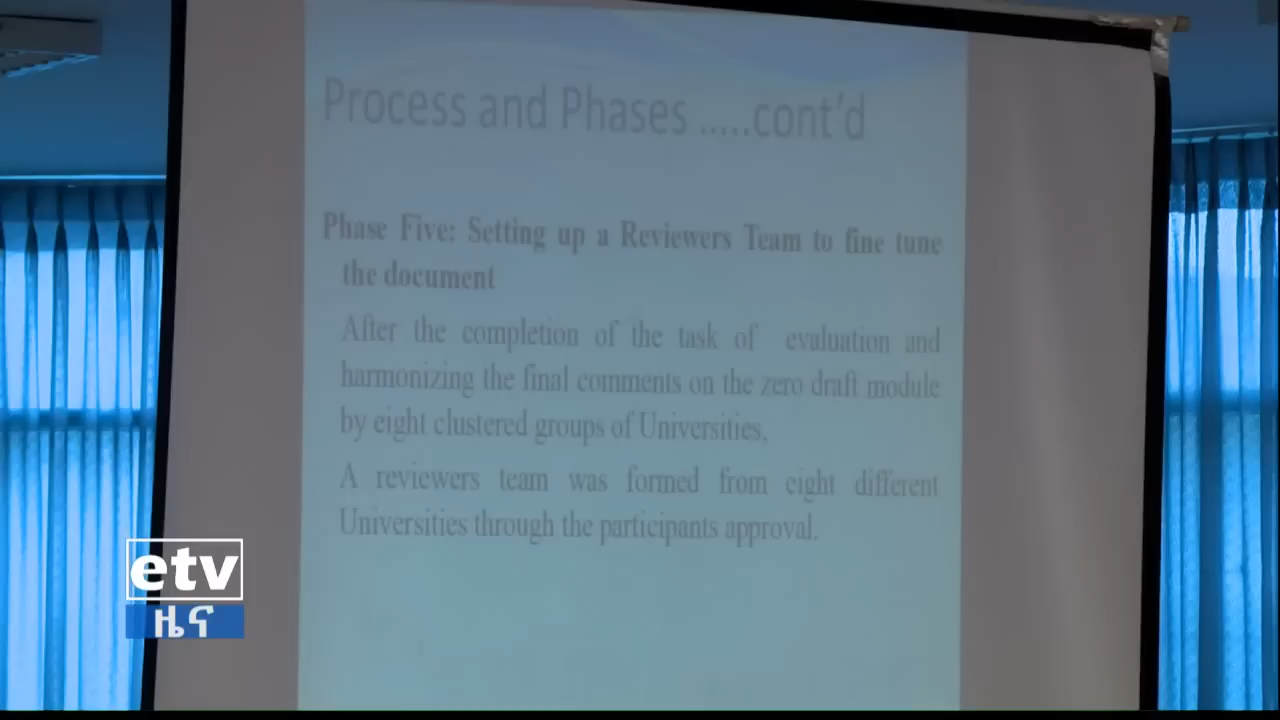 Process and Phases .....cont'd
Phase Five: Setting up a Reviewers Team to fine tune
the document
After the completion of the task of evaluation and
harmonizing the final comments on the zero draft module
by eight clustered groups of Universities,
A reviewers team was formed from eight different
Universities through the participants approval.
etv
ዜና